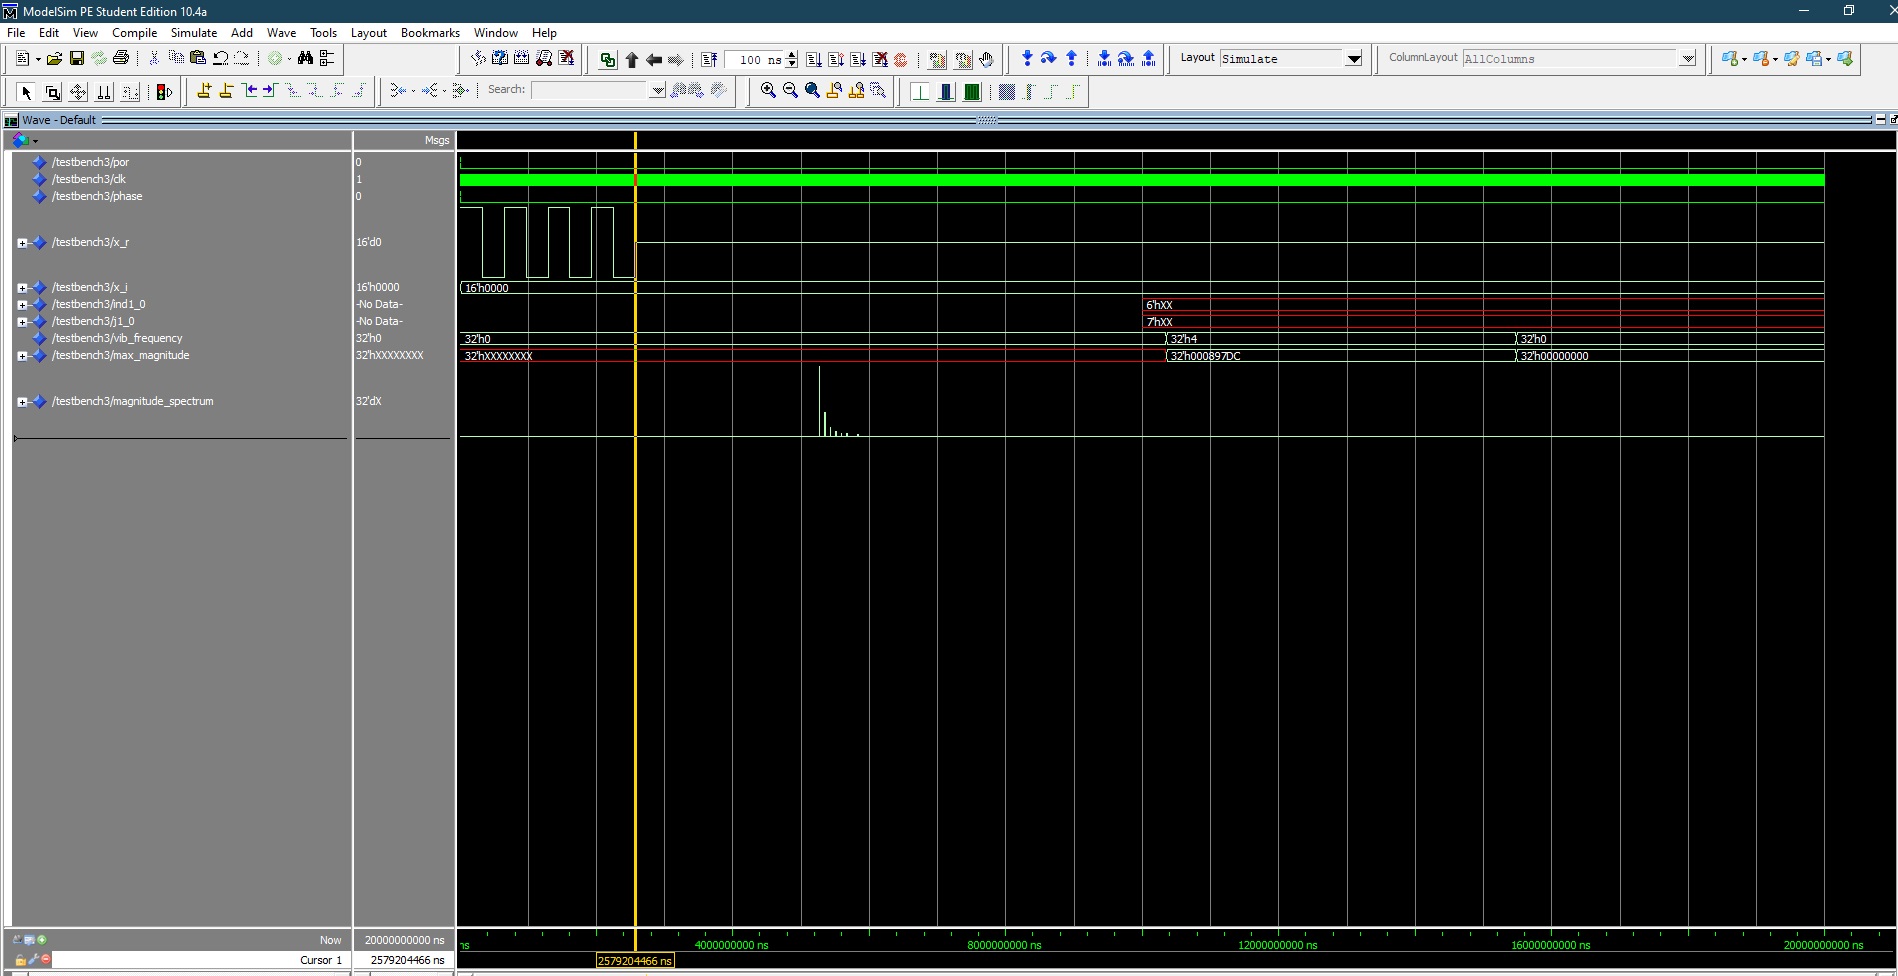 ModelSim PE Student Edition 10.4a
File Edit View Compile Simulate Add Wave Tools Layout Bookmarks Window Help
100 ns Layout Simulate ColumnLayout AllColumns
Search:
Wave - Default
Msgs
/testbench3/por 0
/testbench3/clk 1
/testbench3/phase 0
/testbench3/x_r 16'd0
/testbench3/x_i 16'h0000 16'h0000
/testbench3/ind1_0 -No Data- 6'hXX
/testbench3/j1_0 -No Data- 7'hXX
/testbench3/vib_frequency 32'h0 32'h0 32'h4 32'h0
/testbench3/max_magnitude 32'hXXXXXXXX 32'hXXXXXXXX 32'h000897DC 32'h00000000
/testbench3/magnitude_spectrum 32'dX
Now 20000000000 ns ns 4000000000 ns 8000000000 ns 12000000000 ns 16000000000 ns 20000000000 ns
Cursor 1 2579204466 ns 2579204466 ns